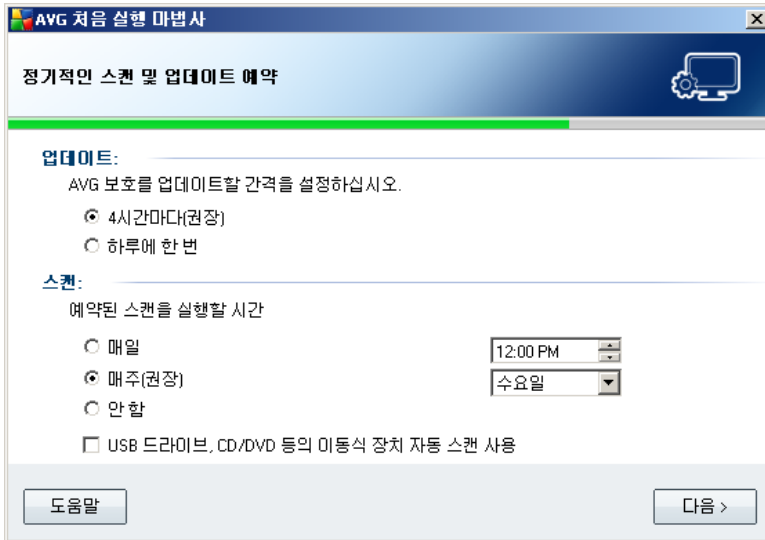 AVG 처음 실행 마법사
정기적인 스캔 및 업데이트 예약
업데이트:
AVG 보호를 업데이트할 간격을 설정하십시오.
4시간마다(권장)
하루에 한 번
스캔:
예약된 스캔을 실행할 시간
매일
12:00 PM
매주(권장)
수요일
안 함
USB 드라이브, CD/DVD 등의 이동식 장치 자동 스캔 사용
도움말
다음 >